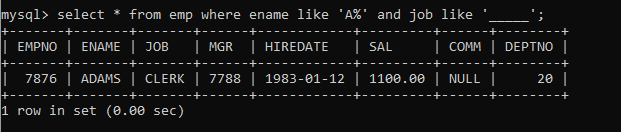 mysql> select * from emp where ename like 'A%' and job like '_____';
+-------+-------+-------+------+------------+---------+------+--------+
| EMPNO | ENAME | JOB   | MGR  | HIREDATE   | SAL     | COMM | DEPTNO |
+-------+-------+-------+------+------------+---------+------+--------+
|  7876 | ADAMS | CLERK | 7788 | 1983-01-12 | 1100.00 | NULL |     20 |
+-------+-------+-------+------+------------+---------+------+--------+
1 row in set (0.00 sec)